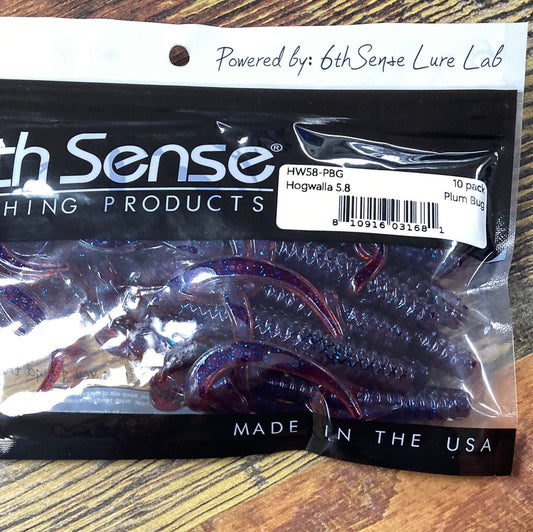 Powered by: 6thSense Lure Lab
th Sense®
HING PRODUCTS
HW58-PBG
Hogwalla 5.8
10 pack
Plum Bug
8 10916 03168 1
MADE IN THE USA